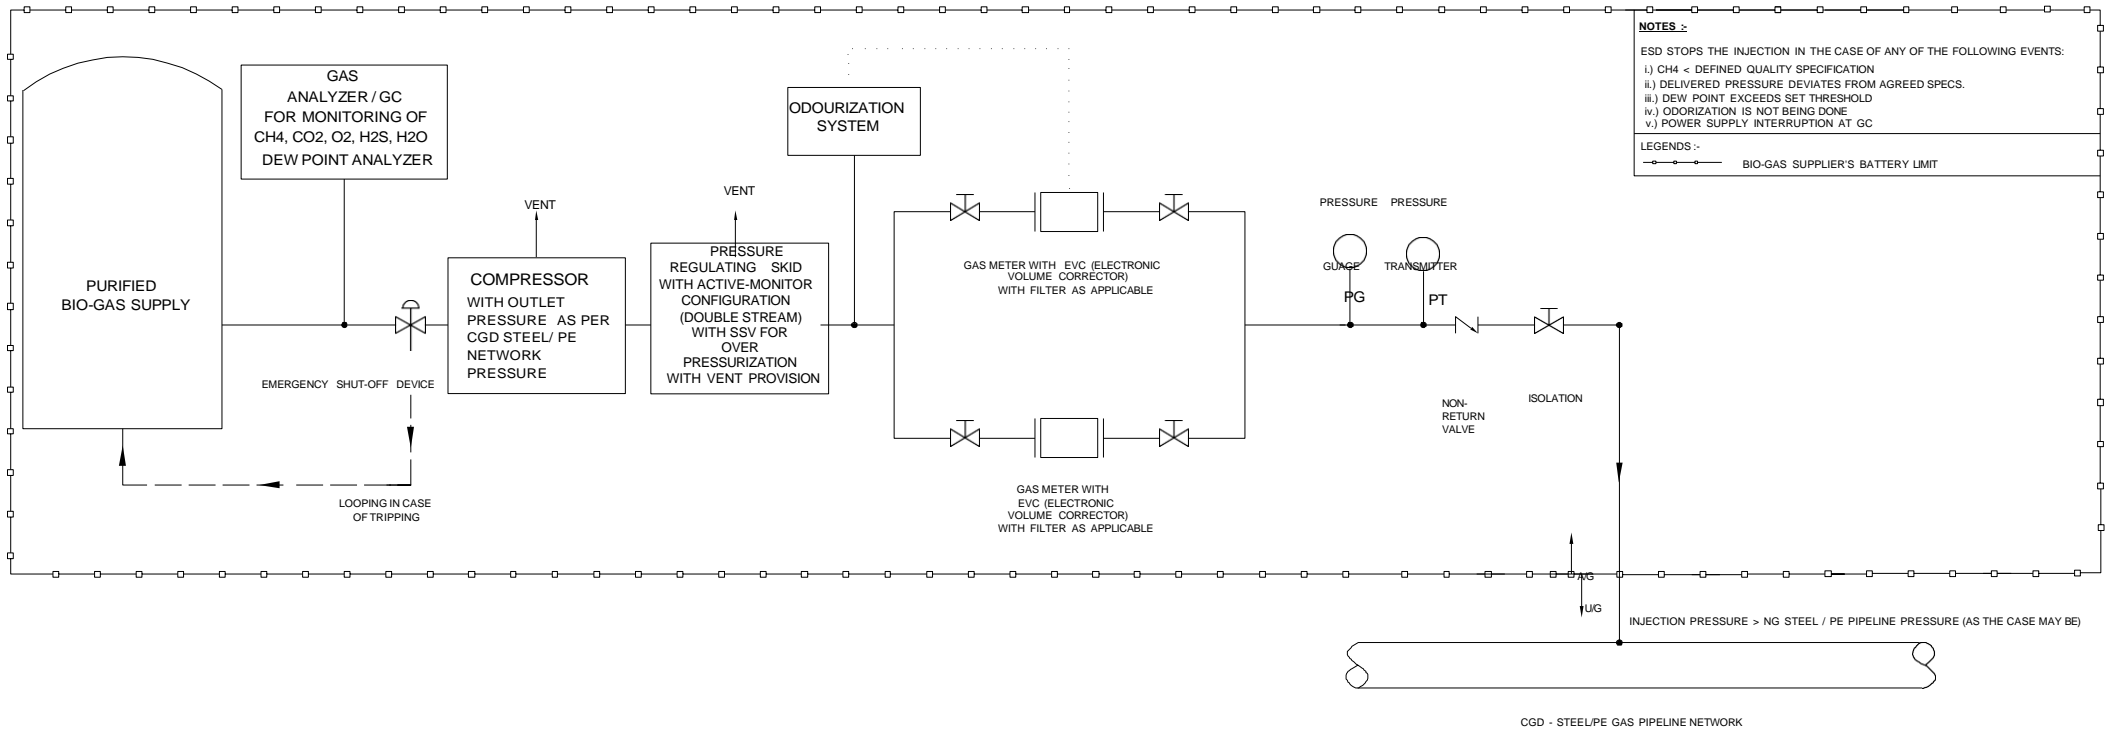 NOTES :-
ESD STOPS THE INJECTION IN THE CASE OF ANY OF THE FOLLOWING EVENTS:
i.) CH4 < DEFINED QUALITY SPECIFICATION
ii.) DELIVERED PRESSURE DEVIATES FROM AGREED SPECS.
iii.) DEW POINT EXCEEDS SET THRESHOLD
iv.) ODORIZATION IS NOT BEING DONE
v.) POWER SUPPLY INTERRUPTION AT GC
LEGENDS :-
BIO-GAS SUPPLIER'S BATTERY LIMIT
PURIFIED
BIO-GAS SUPPLY
GAS
ANALYZER / GC
FOR MONITORING OF
CH4, CO2, O2, H2S, H2O
DEW POINT ANALYZER
EMERGENCY SHUT-OFF DEVICE
LOOPING IN CASE
OF TRIPPING
VENT
COMPRESSOR
WITH OUTLET
PRESSURE AS PER
CGD STEEL/ PE
NETWORK
PRESSURE
VENT
PRESSURE
REGULATING SKID
WITH ACTIVE-MONITOR
CONFIGURATION
(DOUBLE STREAM)
WITH SSV FOR
OVER
PRESSURIZATION
WITH VENT PROVISION
ODOURIZATION
SYSTEM
GAS METER WITH EVC (ELECTRONIC
VOLUME CORRECTOR)
WITH FILTER AS APPLICABLE
GAS METER WITH
EVC (ELECTRONIC
VOLUME CORRECTOR)
WITH FILTER AS APPLICABLE
PRESSURE PRESSURE
GUAGE TRANSMITTER
PG PT
NON-
RETURN
VALVE
ISOLATION
A/G
U/G
INJECTION PRESSURE > NG STEEL / PE PIPELINE PRESSURE (AS THE CASE MAY BE)
CGD - STEEL/PE GAS PIPELINE NETWORK